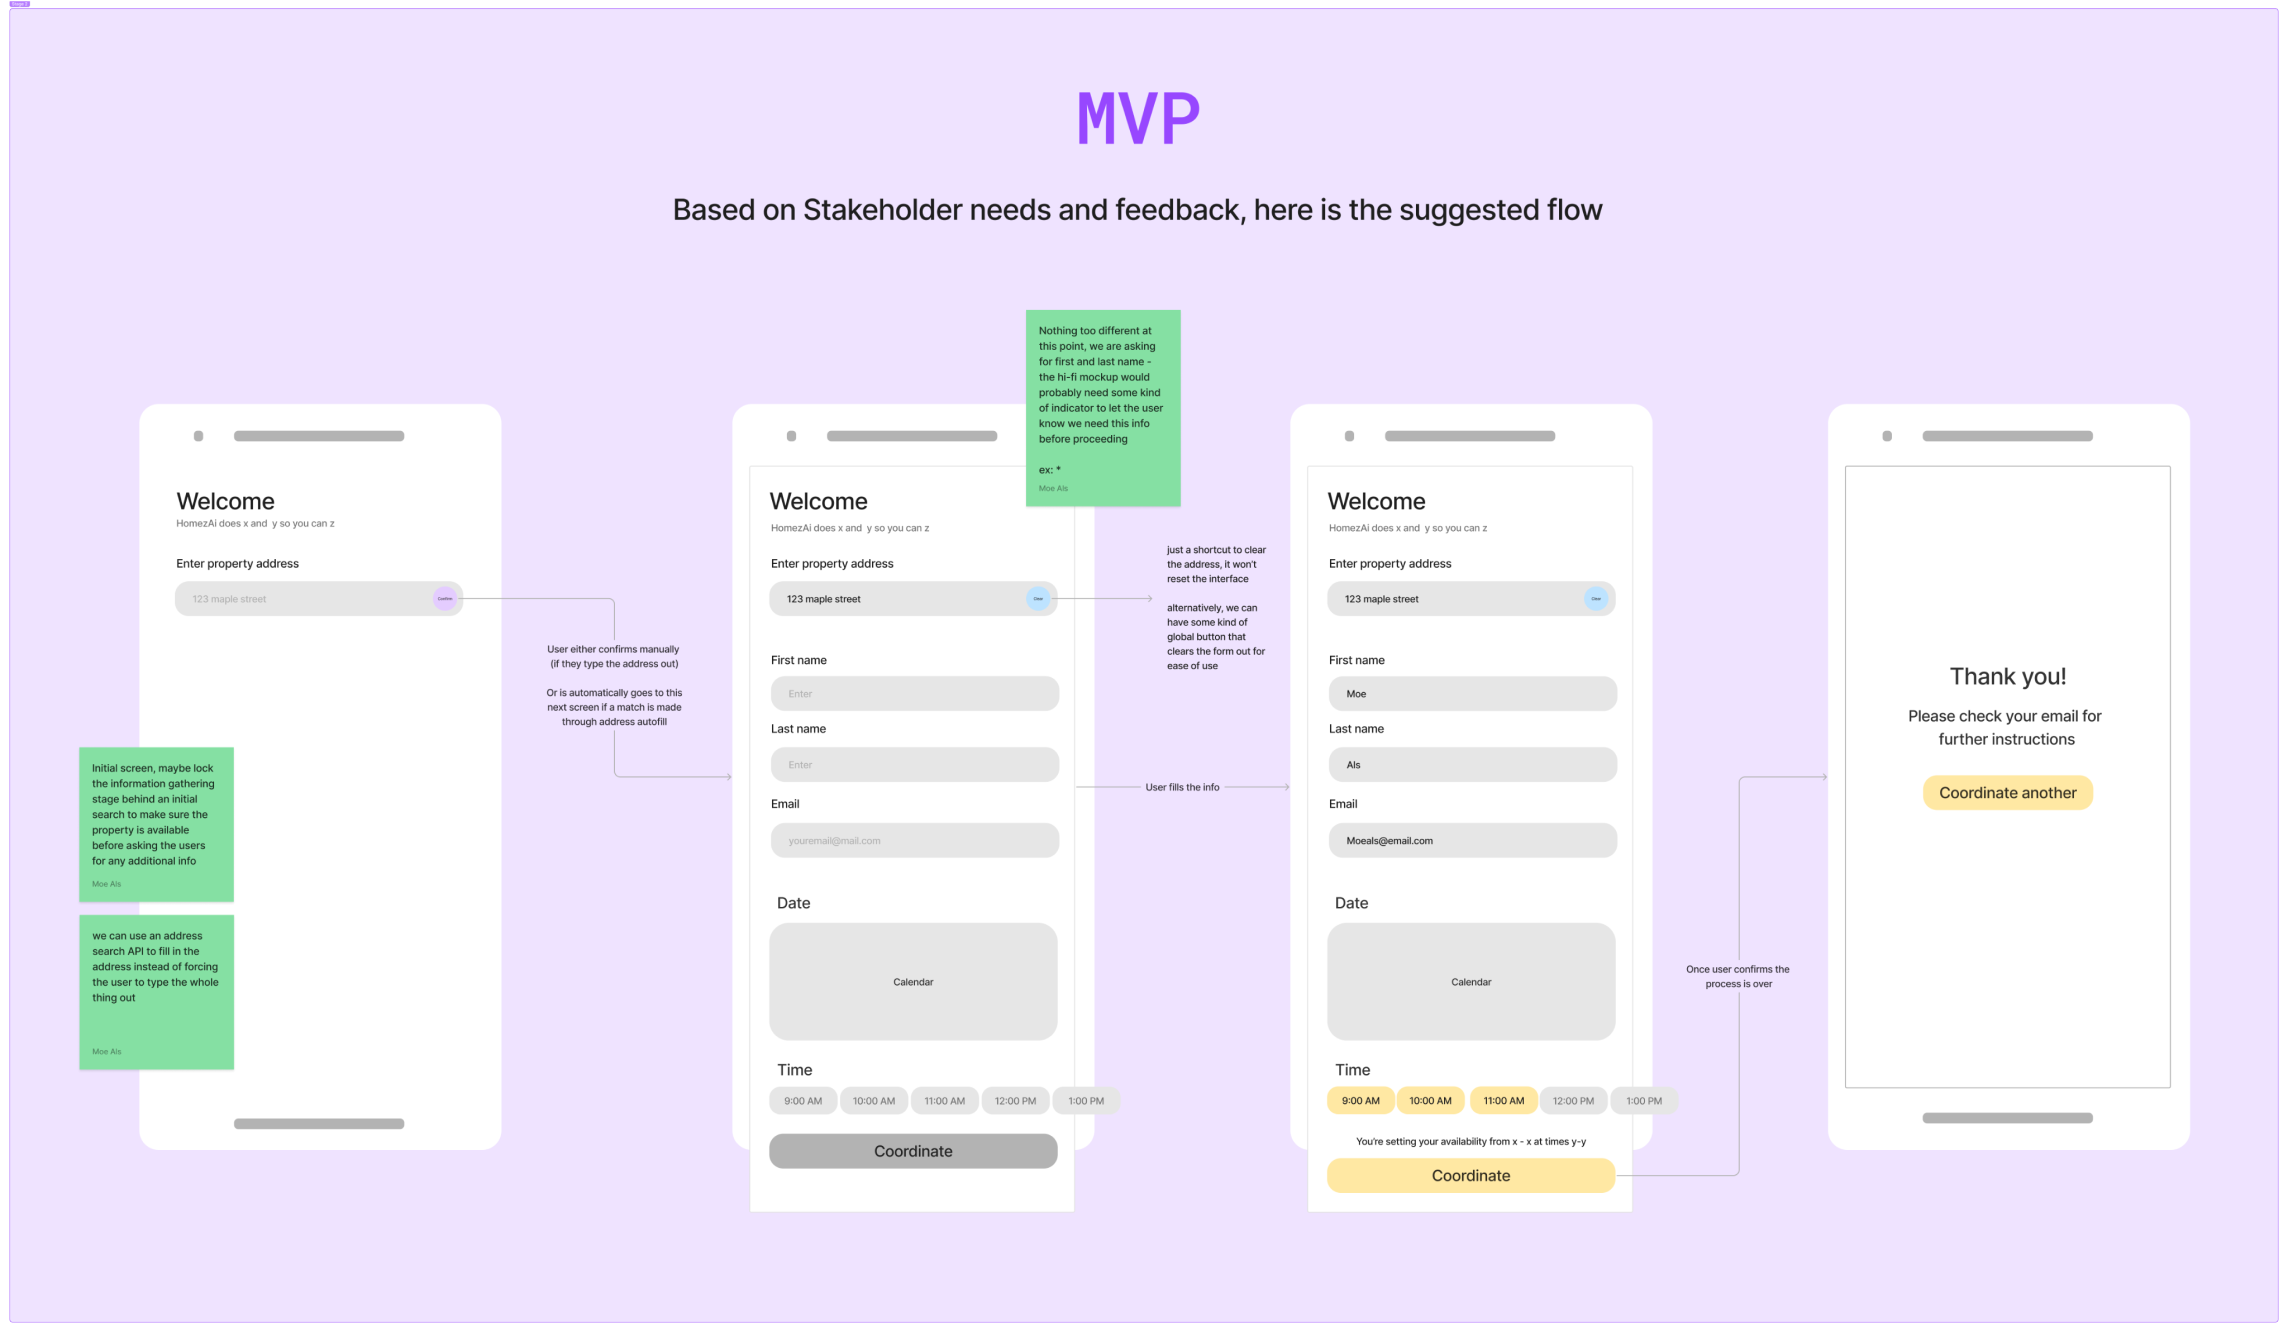 Stage 2
MVP
Based on Stakeholder needs and feedback, here is the suggested flow
Welcome
HomezAi does x and y so you can z
Enter property address
123 maple street
Confirm
Initial screen, maybe lock
the information gathering
stage behind an initial
search to make sure the
property is available
before asking the users
for any additional info
Moe Als
we can use an address
search API to fill in the
address instead of forcing
the user to type the whole
thing out
Moe Als
User either confirms manually
(if they type the address out)
Or is automatically goes to this
next screen if a match is made
through address autofill
Nothing too different at
this point, we are asking
for first and last name -
the hi-fi mockup would
probably need some kind
of indicator to let the user
know we need this info
before proceeding
ex: *
Moe Als
Welcome
HomezAi does x and y so you can z
Enter property address
123 maple street
Clear
First name
Enter
Last name
Enter
Email
youremail@mail.com
Date
Calendar
Time
9:00 AM 10:00 AM 11:00 AM 12:00 PM 1:00 PM
Coordinate
just a shortcut to clear
the address, it won't
reset the interface
alternatively, we can
have some kind of
global button that
clears the form out for
ease of use
User fills the info
Welcome
HomezAi does x and y so you can z
Enter property address
123 maple street
Clear
First name
Moe
Last name
Als
Email
Moeals@email.com
Date
Calendar
Time
9:00 AM 10:00 AM 11:00 AM 12:00 PM 1:00 PM
You're setting your availability from x - x at times y-y
Coordinate
Once user confirms the
process is over
Thank you!
Please check your email for
further instructions
Coordinate another